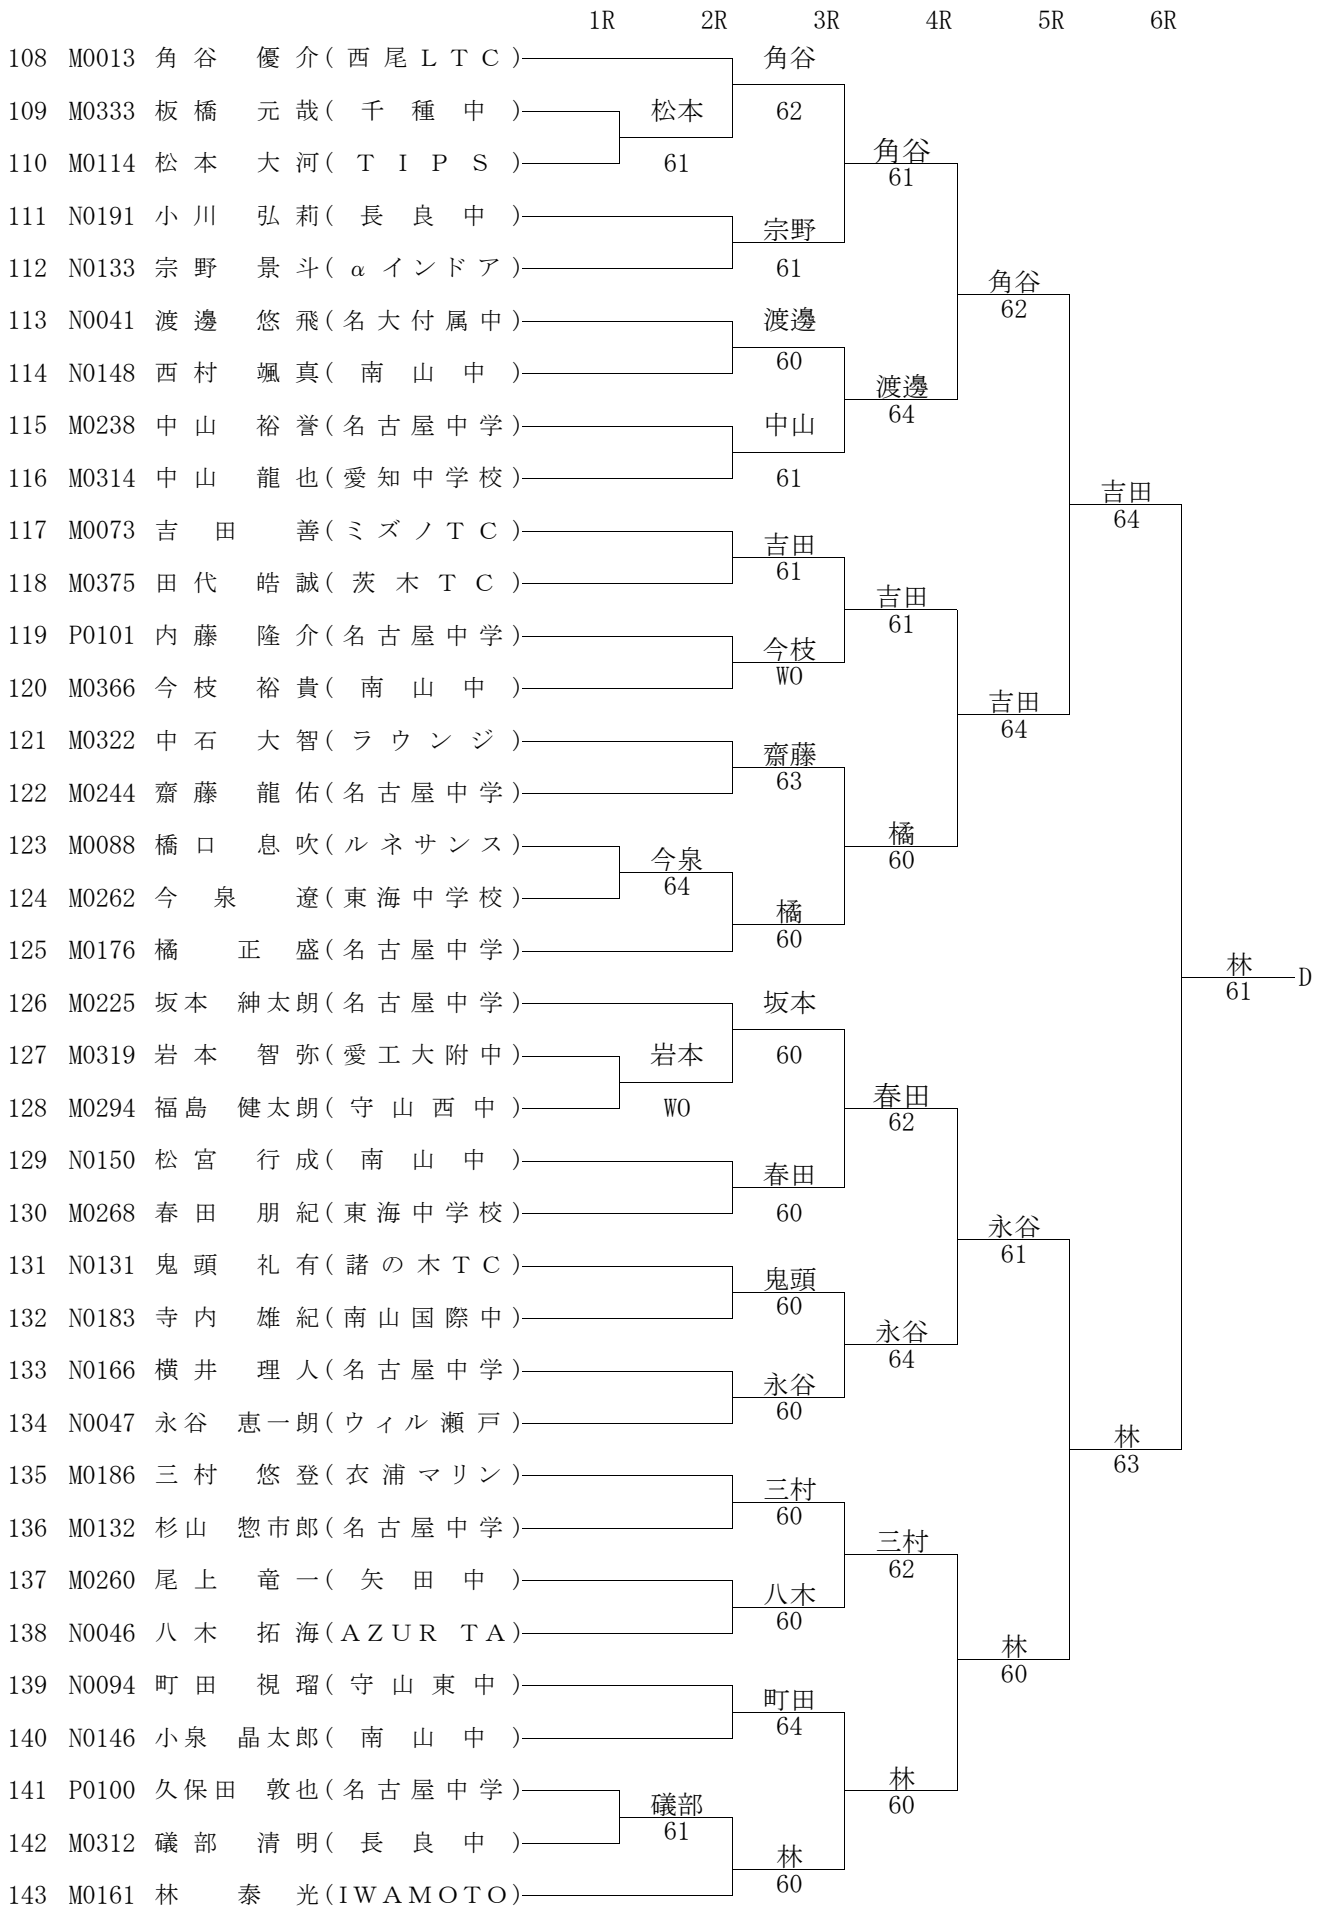 1R 2R 3R 4R 5R 6R
108 M0013 角谷 優介(西尾LTC) 角谷
109 M0333 板橋 元哉(千種中) 松本 62
110 M0114 松本 大河(TIPS) 61 角谷
61
111 N0191 小川 弘莉(長良中) 宗野
112 N0133 宗野 景斗(αインドア) 61 角谷
62
113 N0041 渡邊 悠飛(名大付属中) 渡邊
60
114 N0148 西村 颯真(南山中) 渡邊
64
115 M0238 中山 裕誉(名古屋中学) 中山
116 M0314 中山 龍也(愛知中学校) 61 吉田
64
117 M0073 吉田 善(ミズノTC) 吉田
61
118 M0375 田代 皓誠(茨木TC) 吉田
61
119 P0101 内藤 隆介(名古屋中学) 今枝
WO
120 M0366 今枝 裕貴(南山中) 吉田
64
121 M0322 中石 大智(ラウンジ) 齋藤
63
122 M0244 齋藤 龍佑(名古屋中学)
123 M0088 橋口 息吹(ルネサンス) 今泉 橘
64 60
124 M0262 今泉 遼(東海中学校) 橘
60
125 M0176 橘 正盛(名古屋中学) 林 D
61
126 M0225 坂本 紳太朗(名古屋中学) 坂本
127 M0319 岩本 智弥(愛工大附中) 岩本 60
128 M0294 福島 健太朗(守山西中) WO 春田
62
129 N0150 松宮 行成(南山中) 春田
130 M0268 春田 朋紀(東海中学校) 60 永谷
61
131 N0131 鬼頭 礼有(諸の木TC) 鬼頭
60
132 N0183 寺内 雄紀(南山国際中) 永谷
64
133 N0166 横井 理人(名古屋中学) 永谷
60
134 N0047 永谷 恵一朗(ウィル瀬戸) 林
63
135 M0186 三村 悠登(衣浦マリン) 三村
60
136 M0132 杉山 惣市郎(名古屋中学) 三村
62
137 M0260 尾上 竜一(矢田中) 八木
60
138 N0046 八木 拓海(AZUR TA) 林
60
139 N0094 町田 視瑠(守山東中) 町田
64
140 N0146 小泉 晶太郎(南山中)
141 P0100 久保田 敦也(名古屋中学) 礒部 林
61 60
142 M0312 礒部 清明(長良中) 林
60
143 M0161 林 泰光(IWAMOTO)